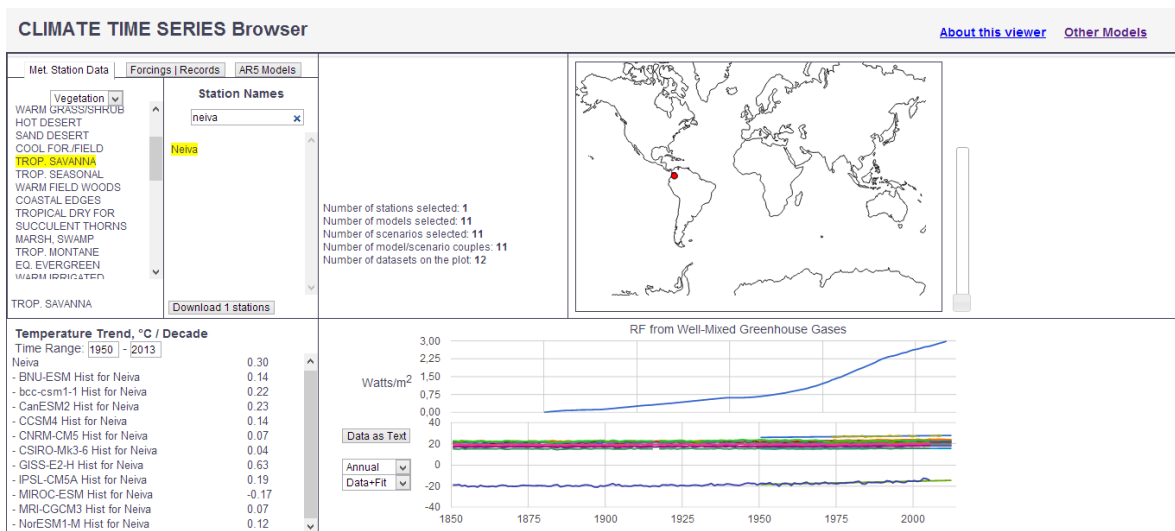 CLIMATE TIME SERIES Browser
About this viewer Other Models
Met. Station Data Forcings | Records AR5 Models
Vegetation
WARM GRASS/SHRUB
HOT DESERT
SAND DESERT
COOL FOR./FIELD
TROP. SAVANNA
TROP. SEASONAL
WARM FIELD WOODS
COASTAL EDGES
TROPICAL DRY FOR
SUCCULENT THORNS
MARSH, SWAMP
TROP. MONTANE
EQ. EVERGREEN
WARM IRRIGATED
TROP. SAVANNA
Station Names
neiva
Neiva
Download 1 stations
Number of stations selected: 1
Number of models selected: 11
Number of scenarios selected: 11
Number of model/scenario couples: 11
Number of datasets on the plot: 12
Temperature Trend, °C / Decade
Time Range: 1950 - 2013
Neiva 0.30
- BNU-ESM Hist for Neiva 0.14
- bcc-csm1-1 Hist for Neiva 0.22
- CanESM2 Hist for Neiva 0.23
- CCSM4 Hist for Neiva 0.14
- CNRM-CM5 Hist for Neiva 0.07
- CSIRO-Mk3-6 Hist for Neiva 0.04
- GISS-E2-H Hist for Neiva 0.63
- IPSL-CM5A Hist for Neiva 0.19
- MIROC-ESM Hist for Neiva -0.17
- MRI-CGCM3 Hist for Neiva 0.07
- NorESM1-M Hist for Neiva 0.12
RF from Well-Mixed Greenhouse Gases
Watts/m2
3,00
2,25
1,50
0,75
0,00
Data as Text
Annual
Data+Fit
40
20
0
-20
-40
1850 1875 1900 1925 1950 1975 2000